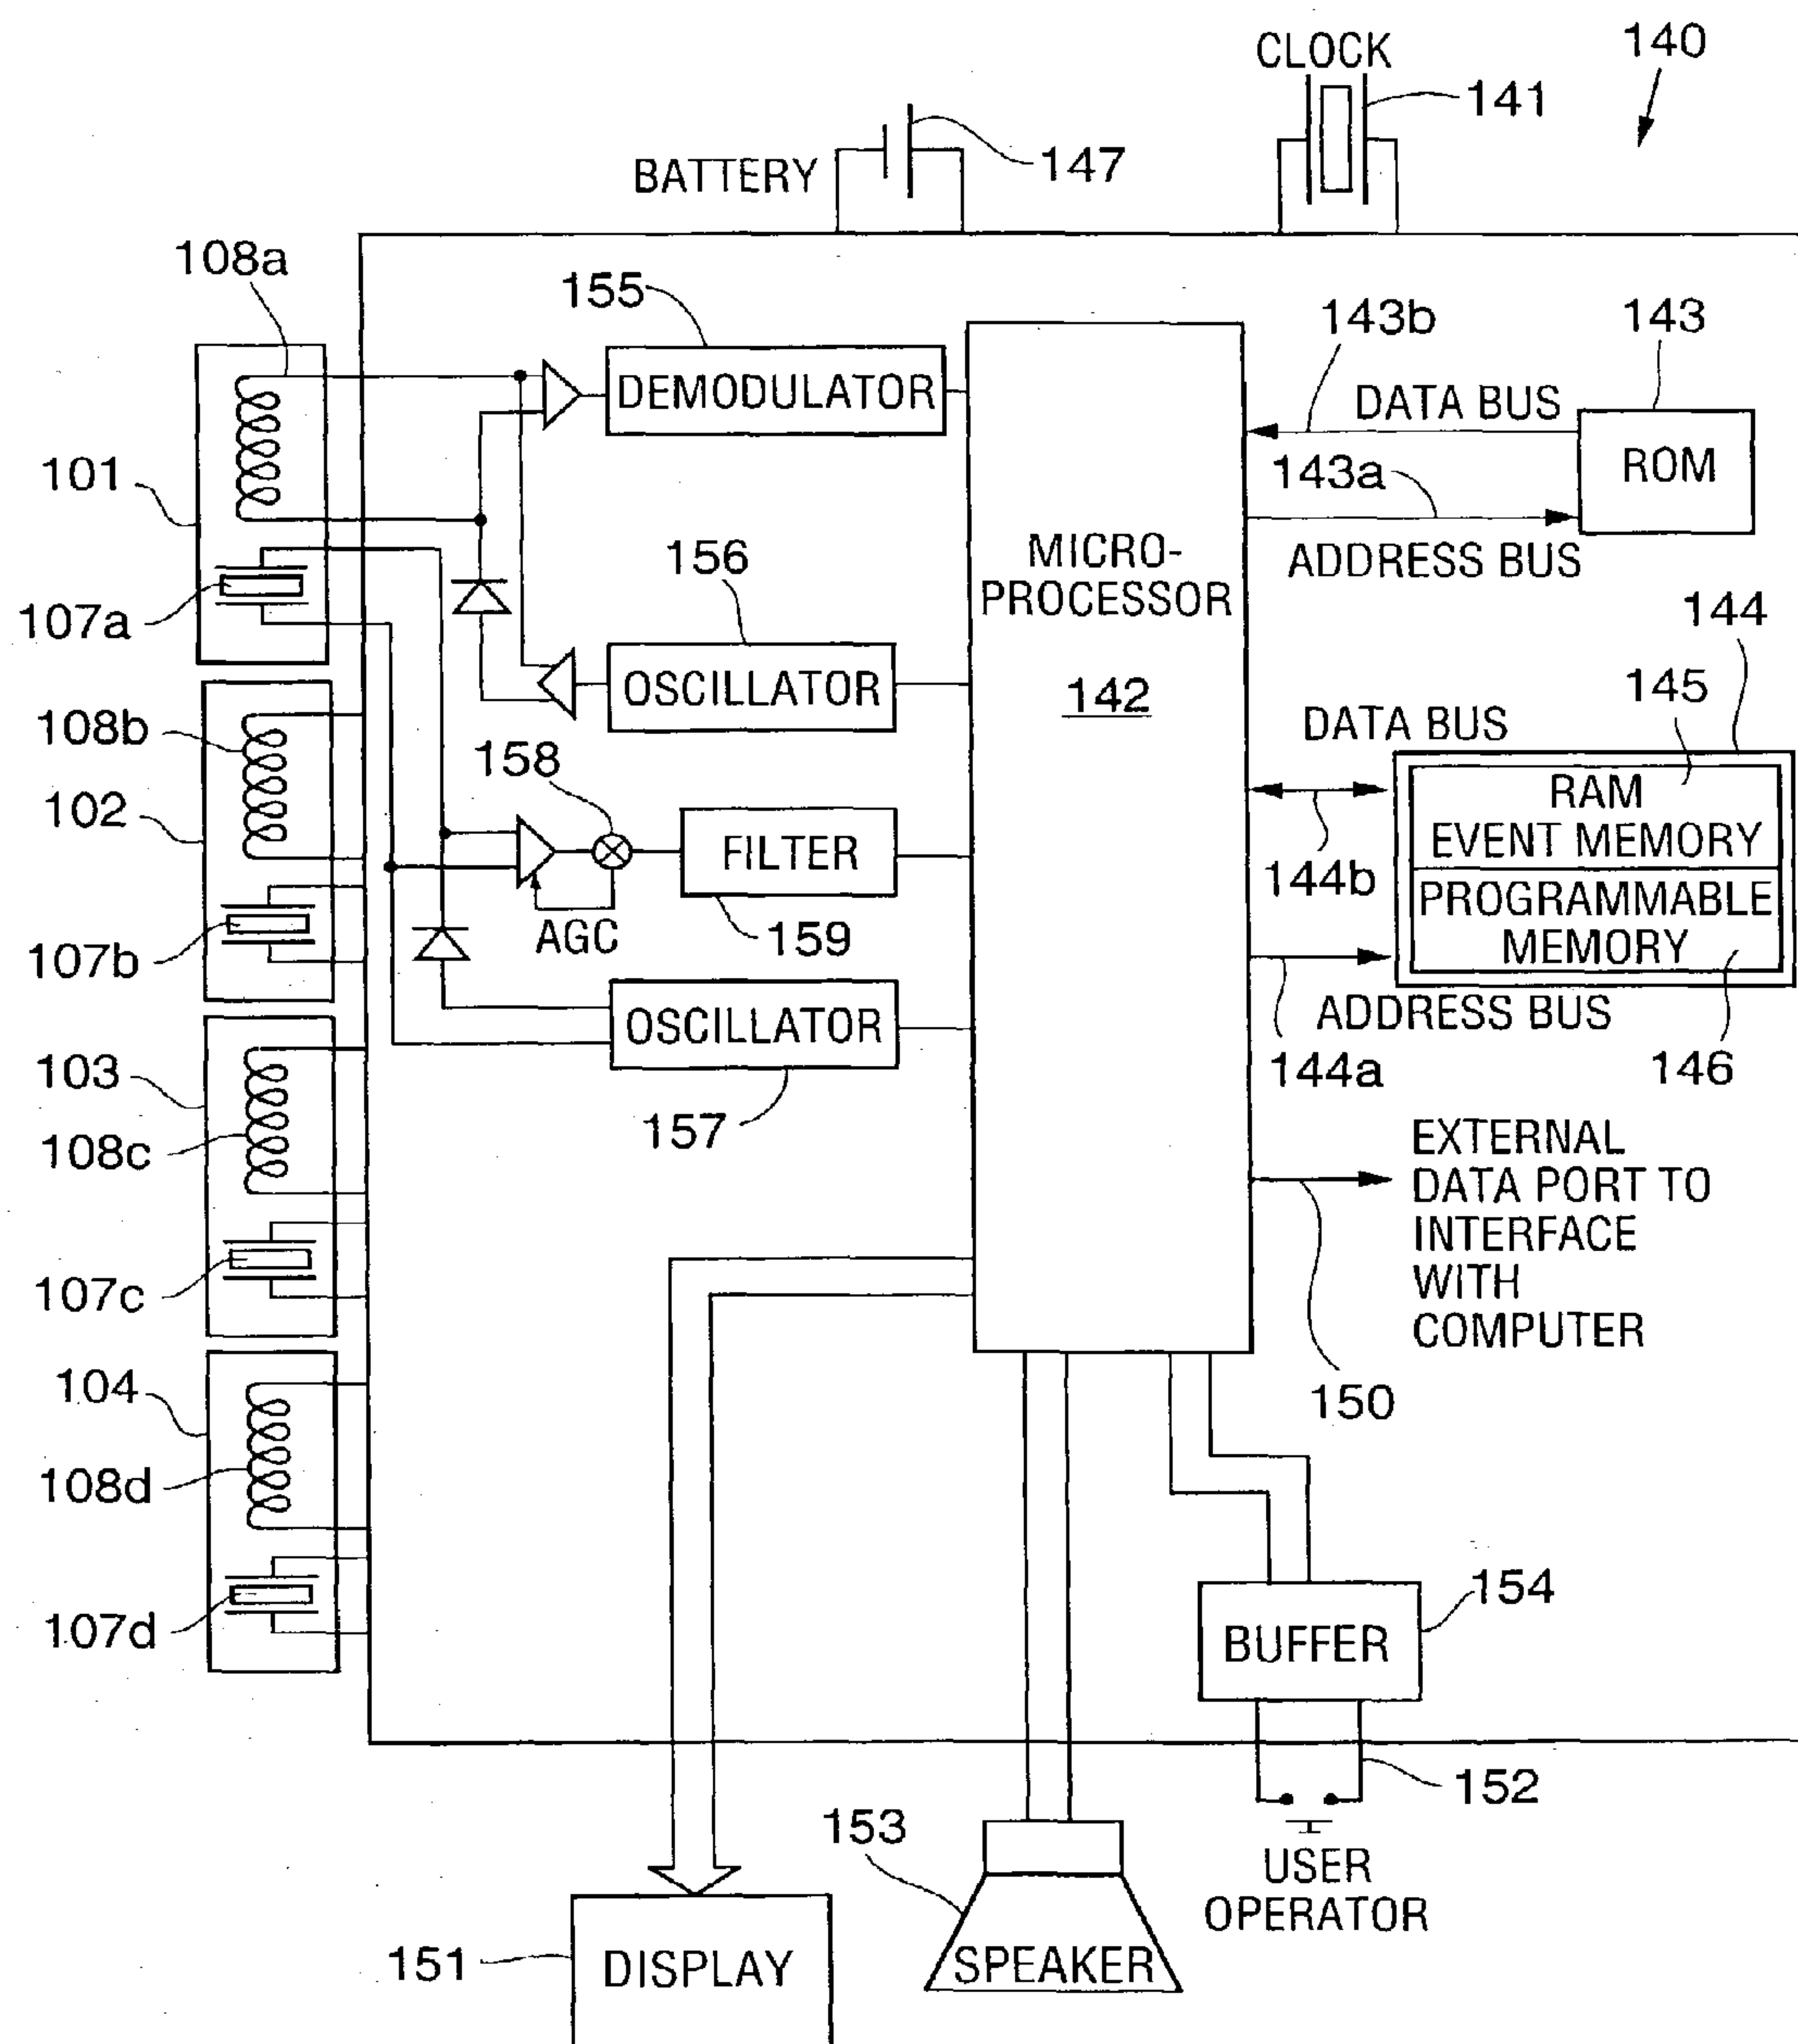 140
CLOCK
141
BATTERY
147
108a
155
143b
143
DEMODULATOR
DATA BUS
ROM
101
143a
MICRO-
PROCESSOR
ADDRESS BUS
107a
156
144
OSCILLATOR
142
145
108b
DATA BUS
158
RAM
EVENT MEMORY
102
FILTER
144b
PROGRAMMABLE
MEMORY
107b
AGC
159
OSCILLATOR
ADDRESS BUS
103
144a
146
108c
157
EXTERNAL
DATA PORT TO
INTERFACE
WITH
COMPUTER
107c
104
150
108d
154
107d
BUFFER
152
153
USER
OPERATOR
151
DISPLAY
SPEAKER